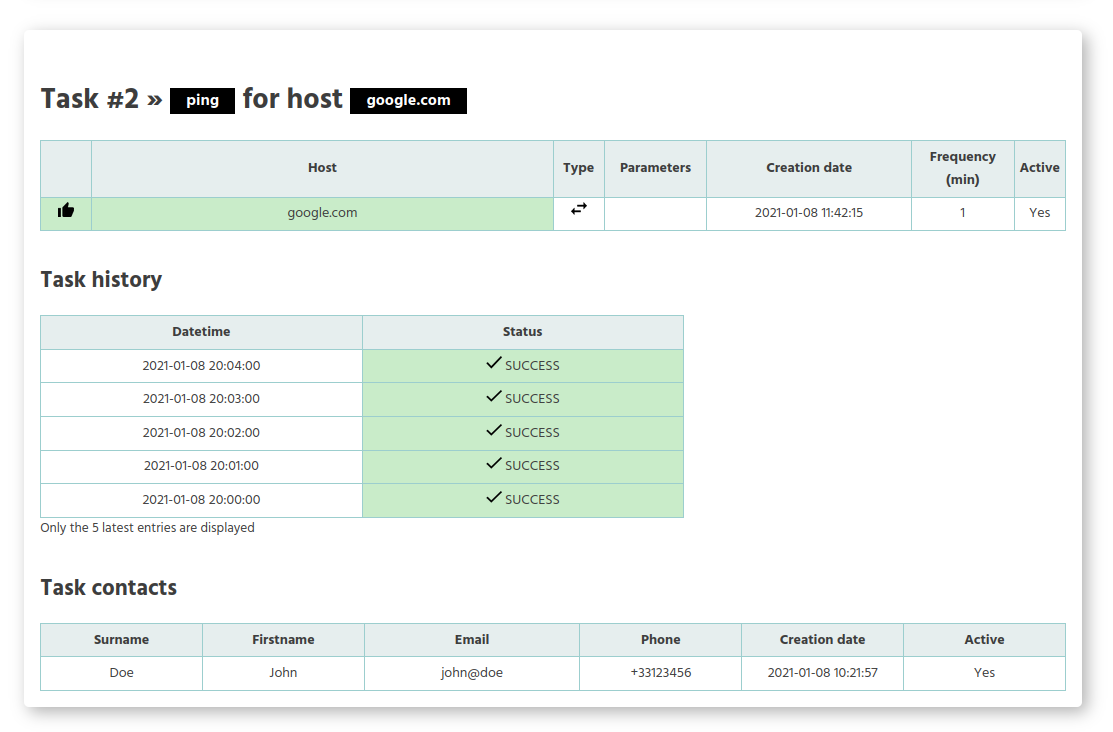 Task #2 » ping for host google.com
Host Type Parameters Creation date Frequency (min) Active
google.com 2021-01-08 11:42:15 1 Yes
Task history
Datetime Status
2021-01-08 20:04:00 SUCCESS
2021-01-08 20:03:00 SUCCESS
2021-01-08 20:02:00 SUCCESS
2021-01-08 20:01:00 SUCCESS
2021-01-08 20:00:00 SUCCESS
Only the 5 latest entries are displayed
Task contacts
Surname Firstname Email Phone Creation date Active
Doe John john@doe +33123456 2021-01-08 10:21:57 Yes